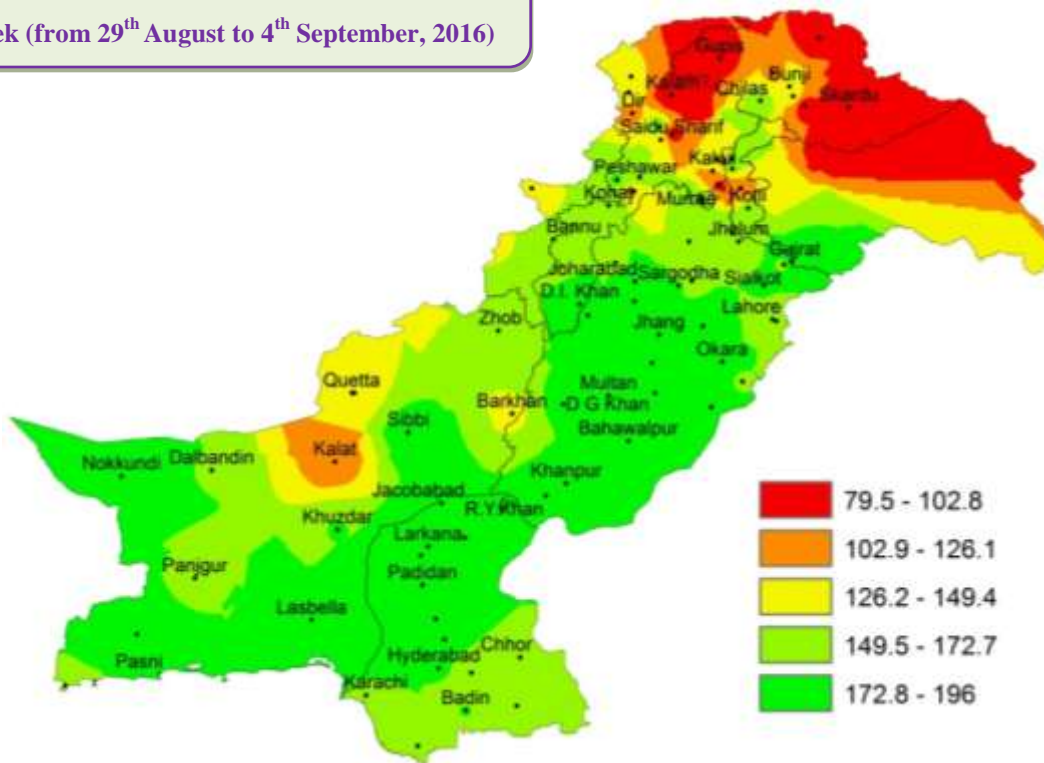 ek (from 29th August to 4th September, 2016)
Gupis
Bunji
Kalam
Chilas
Skardu
Dir
Saidu Sharif
Kakul
Peshawar
Kohat
Murree
Kotli
Bannu
Jhelum
Gujrat
Joharabad
Sargodha
Sialkot
D.I. Khan
Lahore
Zhob
Jhang
Okara
Quetta
Multan
Barkhan
D G Khan
Sibbi
Bahawalpur
Kalat
Nokkundi
Dalbandin
Khanpur
Jacobabad
R.Y.Khan
Khuzdar
Larkana
Panjgur
Padidan
Lasbella
Chhor
Pasni
Hyderabad
Karachi
Badin
79.5 - 102.8
102.9 - 126.1
126.2 - 149.4
149.5 - 172.7
172.8 - 196